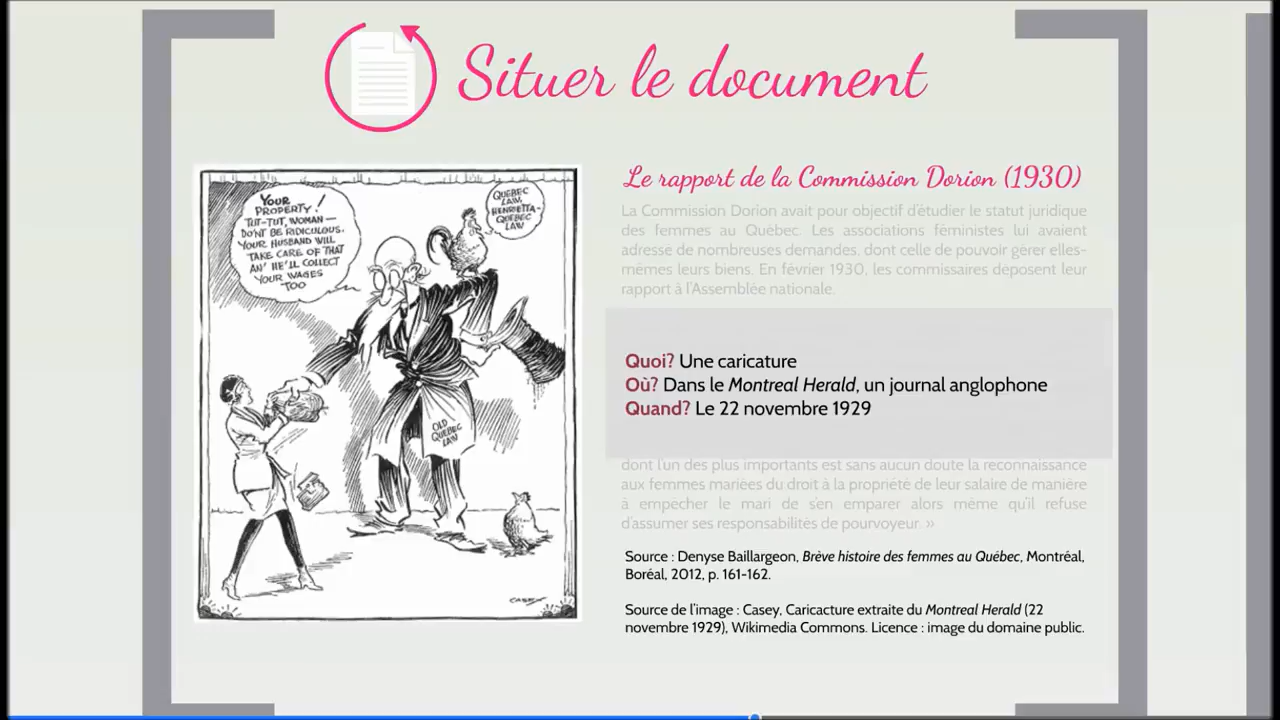 Situer le document
YOUR
PROPERTY!
TUT-TUT, WOMAN—
DON'T BE RIDICULOUS.
YOUR HUSBAND WILL
TAKE CARE OF THAT
AN' HE'LL COLLECT
YOUR WAGES
TOO
QUEBEC
LAW,
HENRIETTA-
QUEBEC
LAW
OLD
QUEBEC
LAW
CASEY
Le rapport de la Commission Dorion (1930)
La Commission Dorion avait pour objectif d'étudier le statut juridique
des femmes au Québec. Les associations féministes lui avaient
adressé de nombreuses demandes, dont celle de pouvoir gérer elles-
mêmes leurs biens. En février 1930, les commissaires déposent leur
rapport à l'Assemblée nationale.
Quoi? Une caricature
Où? Dans le Montreal Herald, un journal anglophone
Quand? Le 22 novembre 1929
dont l'un des plus importants est sans aucun doute la reconnaissance
aux femmes mariées du droit à la propriété de leur salaire de manière
à empêcher le mari de s'en emparer alors même qu'il refuse
d'assumer ses responsabilités de pourvoyeur »
Source : Denyse Baillargeon, Brève histoire des femmes au Québec, Montréal,
Boréal, 2012, p. 161-162.
Source de l'image : Casey, Caricacture extraite du Montreal Herald (22
novembre 1929), Wikimedia Commons. Licence : image du domaine public.